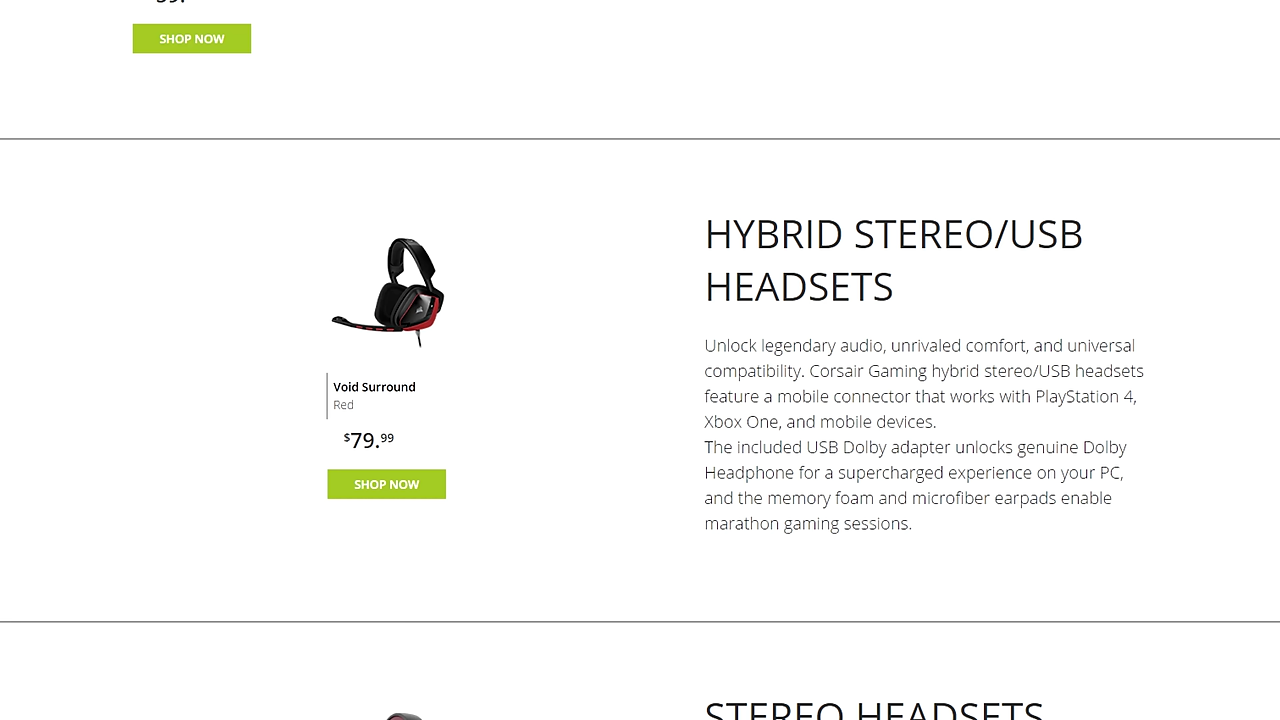 SHOP NOW
HYBRID STEREO/USB
HEADSETS
Unlock legendary audio, unrivaled comfort, and universal
compatibility. Corsair Gaming hybrid stereo/USB headsets
feature a mobile connector that works with PlayStation 4,
Xbox One, and mobile devices.
The included USB Dolby adapter unlocks genuine Dolby
Headphone for a supercharged experience on your PC,
and the memory foam and microfiber earpads enable
marathon gaming sessions.
Void Surround
Red
$79.99
SHOP NOW
STEREO HEADSETS